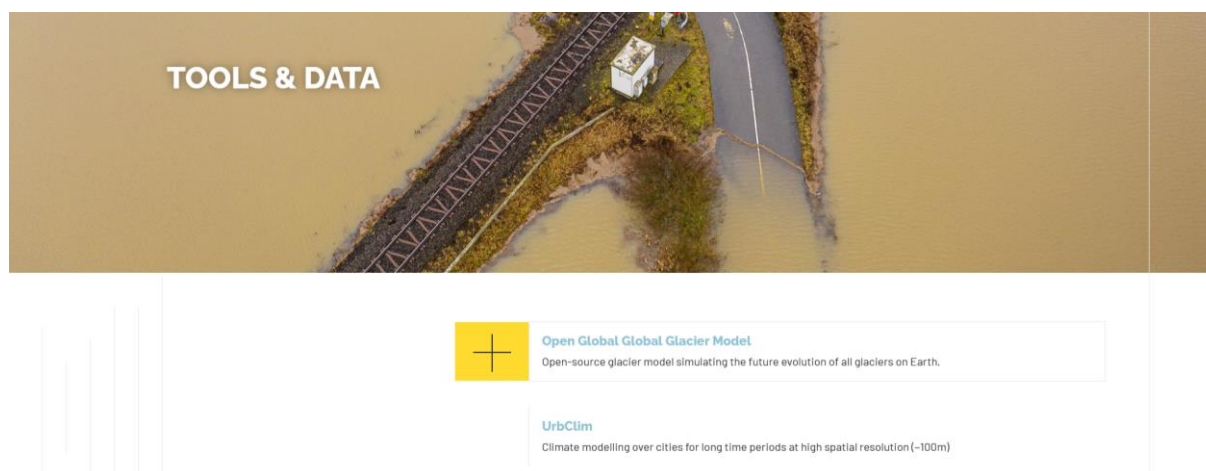 TOOLS & DATA
Open Global Global Glacier Model
Open-source glacier model simulating the future evolution of all glaciers on Earth.
UrbClim
Climate modelling over cities for long time periods at high spatial resolution (~100m)